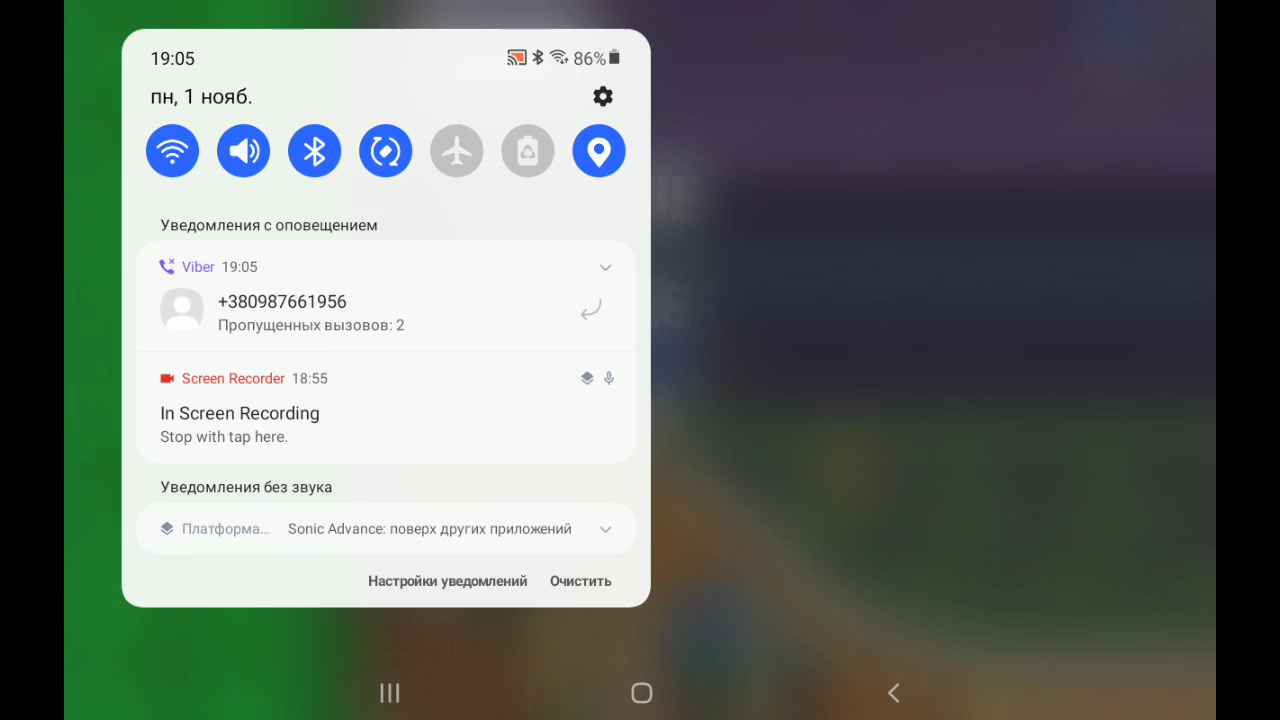 19:05
86%
пн, 1 нояб.
Уведомления с оповещением
Viber 19:05
+380987661956
Пропущенных вызовов: 2
Screen Recorder 18:55
In Screen Recording
Stop with tap here.
Уведомления без звука
Платформа... Sonic Advance: поверх других приложений
Настройки уведомлений Очистить